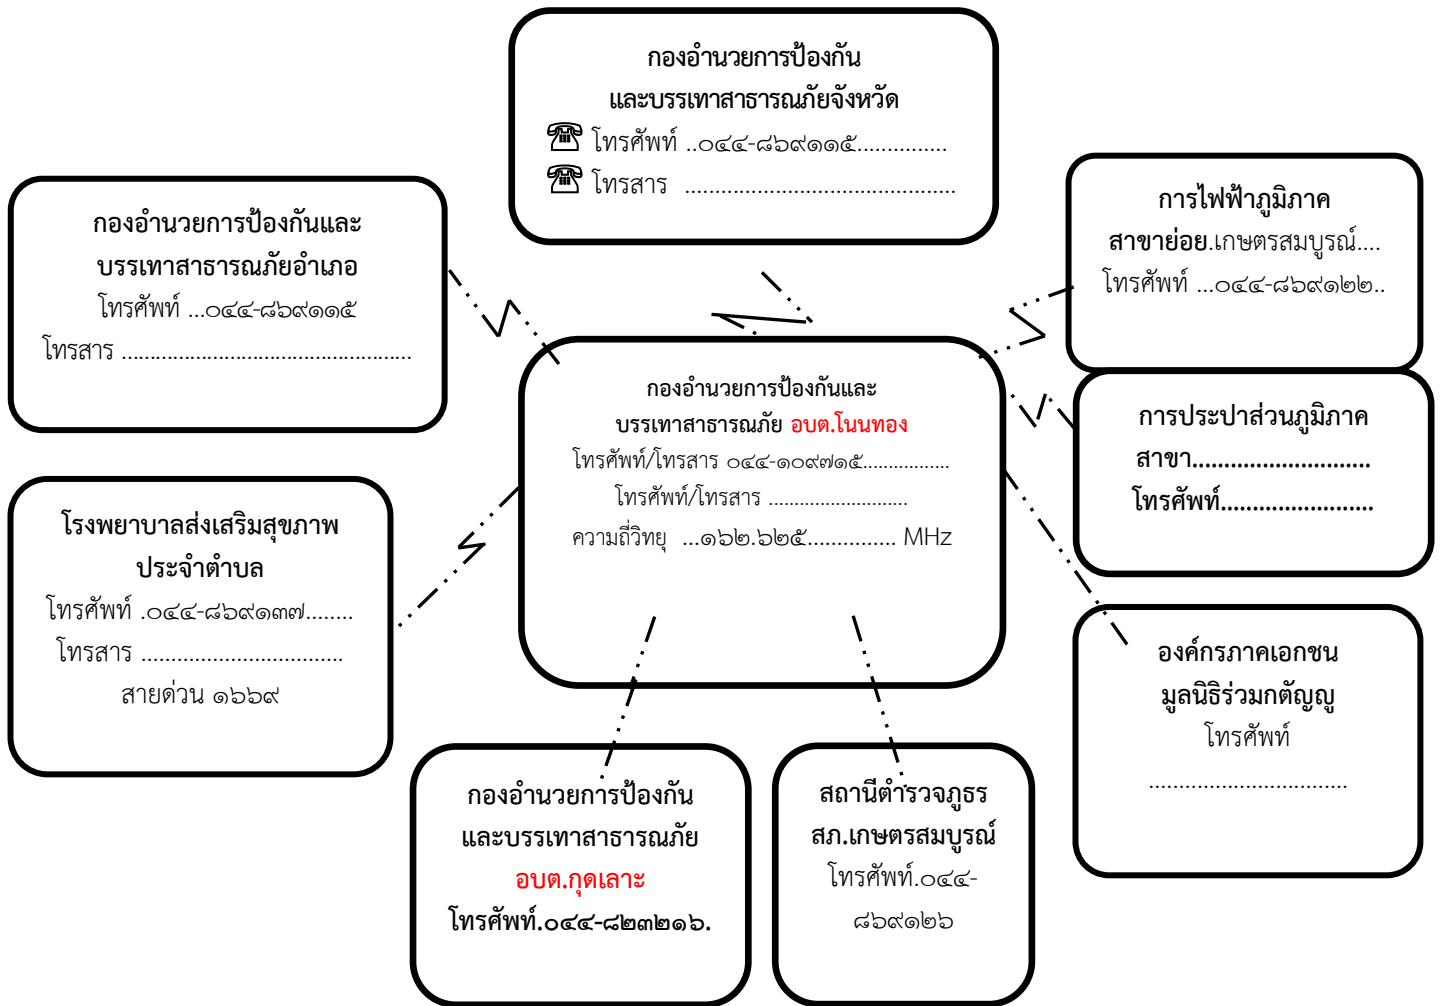 กองอำนวยการป้องกัน
และบรรเทาสาธารณภัยจังหวัด
โทรศัพท์ ..๐๔๔-๘๖๙๑๑๕...............
โทรสาร ..............................................
กองอำนวยการป้องกันและ
บรรเทาสาธารณภัยอำเภอ
โทรศัพท์ ...๐๔๔-๘๖๙๑๑๕
โทรสาร .................................................
การไฟฟ้าภูมิภาค
สาขาย่อย.เกษตรสมบูรณ์....
โทรศัพท์ ...๐๔๔-๘๖๙๑๒๒..
กองอำนวยการป้องกันและ
บรรเทาสาธารณภัย อบต.โนนทอง
โทรศัพท์/โทรสาร ๐๔๔-๑๐๙๗๑๕.................
โทรศัพท์/โทรสาร ...........................
ความถี่วิทยุ ...๑๖๒.๖๒๕............... MHz
การประปาส่วนภูมิภาค
สาขา............................
โทรศัพท์........................
โรงพยาบาลส่งเสริมสุขภาพ
ประจำตำบล
โทรศัพท์ .๐๔๔-๘๖๙๑๓๗........
โทรสาร ..................................
สายด่วน ๑๖๖๙
องค์กรภาคเอกชน
มูลนิธิร่วมกตัญญู
โทรศัพท์
..................................
กองอำนวยการป้องกัน
และบรรเทาสาธารณภัย
อบต.กุดเลาะ
โทรศัพท์.๐๔๔-๘๒๓๒๑๖.
สถานีตำรวจภูธร
สภ.เกษตรสมบูรณ์
โทรศัพท์.๐๔๔-
๘๖๙๑๒๖